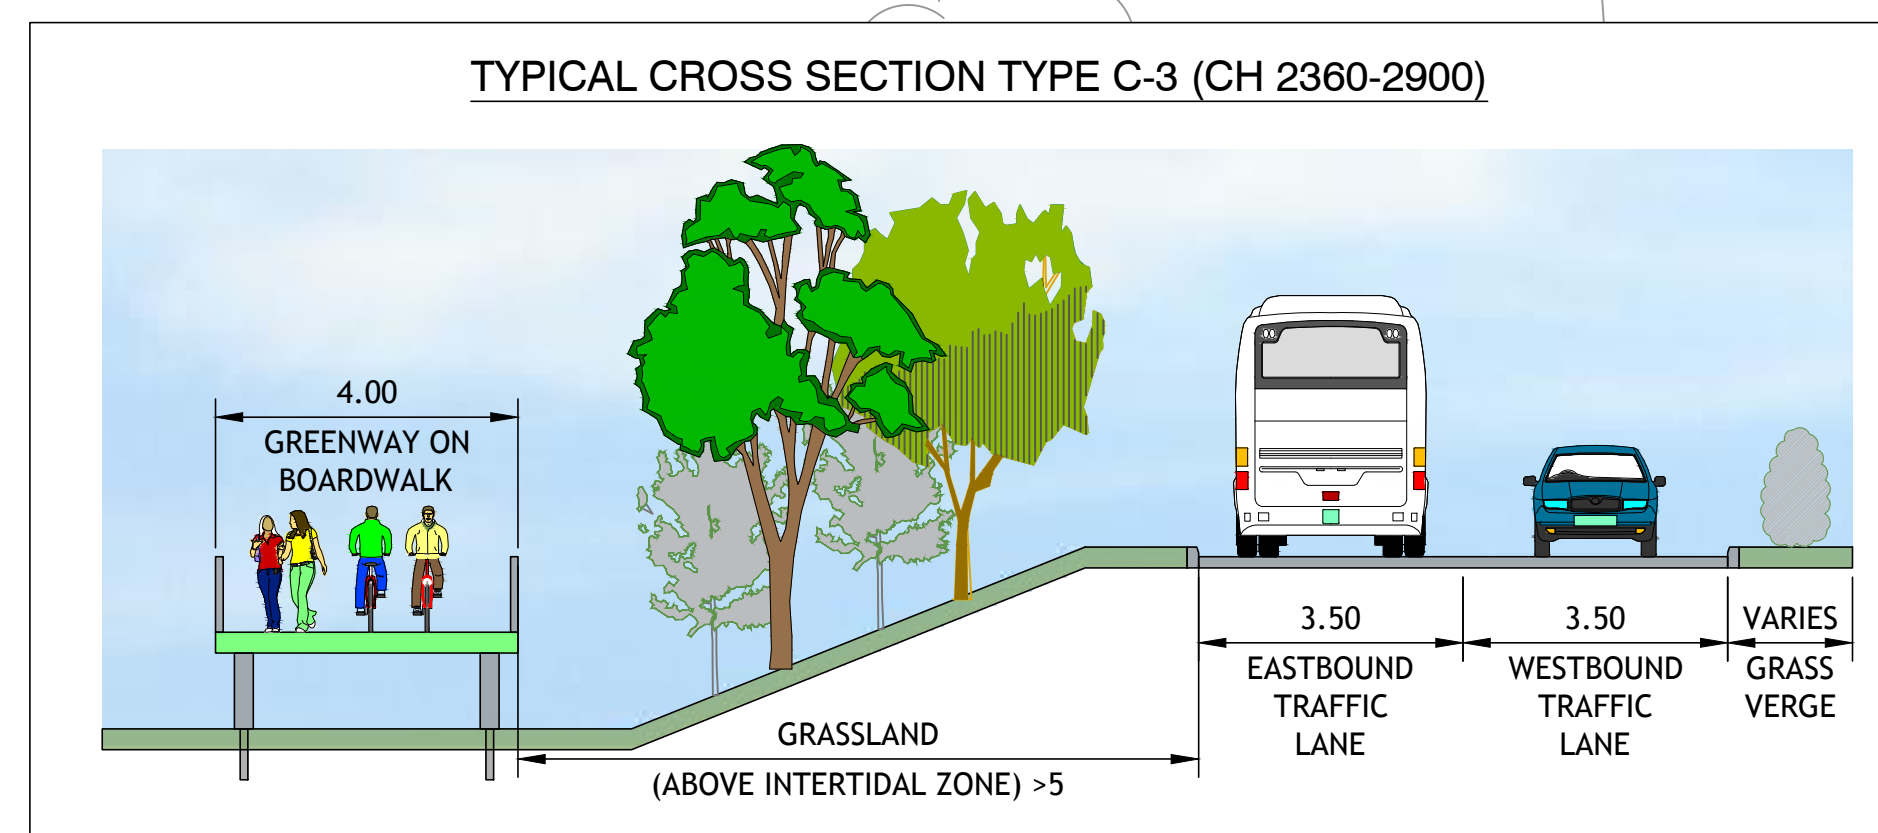 TYPICAL CROSS SECTION TYPE C-3 (CH 2360-2900)
4.00
GREENWAY ON
BOARDWALK
GRASSLAND
(ABOVE INTERTIDAL ZONE) >5
3.50
EASTBOUND
TRAFFIC
LANE
3.50
WESTBOUND
TRAFFIC
LANE
VARIES
GRASS
VERGE